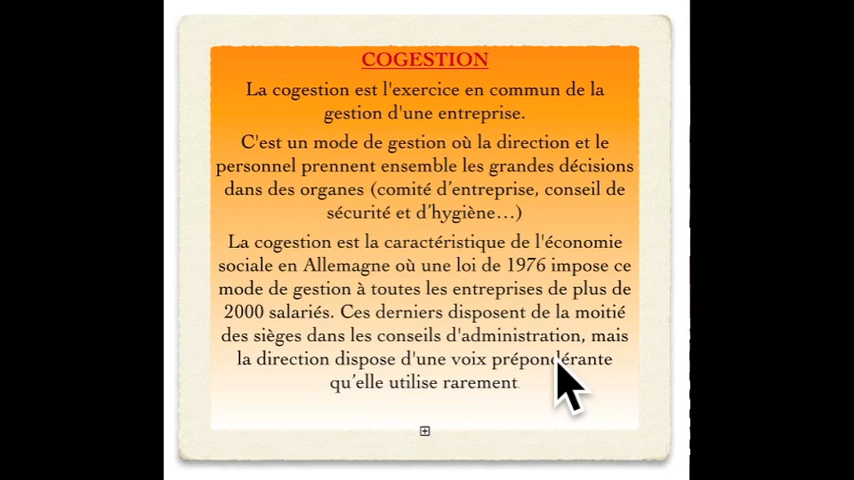 COGESTION
La cogestion est l'exercice en commun de la
gestion d'une entreprise.
C'est un mode de gestion où la direction et le
personnel prennent ensemble les grandes décisions
dans des organes (comité d’entreprise, conseil de
sécurité et d’hygiène…)
La cogestion est la caractéristique de l'économie
sociale en Allemagne où une loi de 1976 impose ce
mode de gestion à toutes les entreprises de plus de
2000 salariés. Ces derniers disposent de la moitié
des sièges dans les conseils d'administration, mais
la direction dispose d'une voix prépondérante
qu’elle utilise rarement.